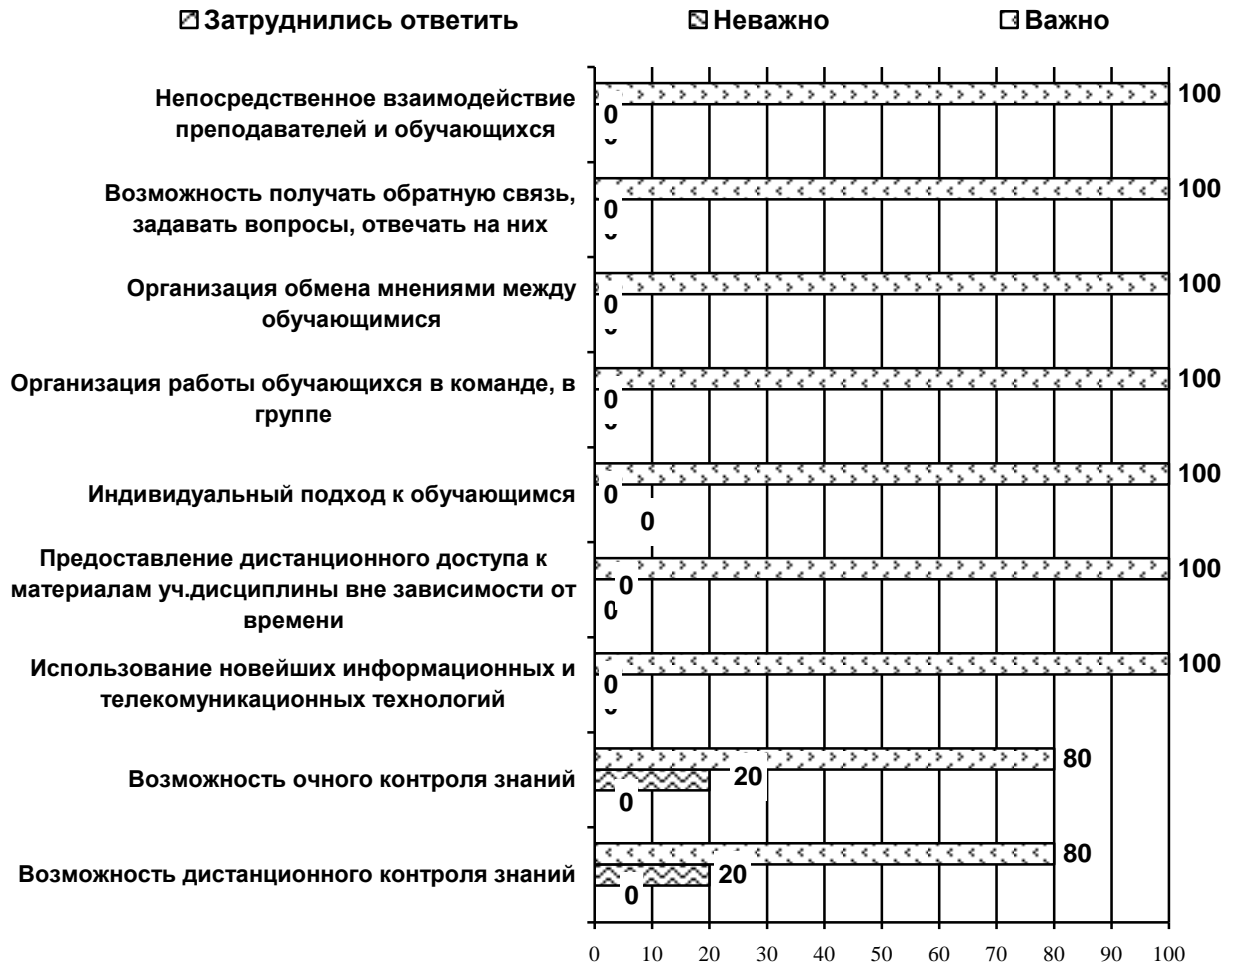 Затруднились ответить Неважно Важно
Непосредственное взаимодействие
преподавателей и обучающихся
100
0
Возможность получать обратную связь,
задавать вопросы, отвечать на них
100
0
Организация обмена мнениями между
обучающимися
100
0
Организация работы обучающихся в команде, в
группе
100
0
Индивидуальный подход к обучающимся
100
0
0
Предоставление дистанционного доступа к
материалам уч.дисциплины вне зависимости от
времени
100
0
0
Использование новейших информационных и
телекомуникационных технологий
100
0
Возможность очного контроля знаний
80
20
0
Возможность дистанционного контроля знаний
80
20
0
0 10 20 30 40 50 60 70 80 90 100